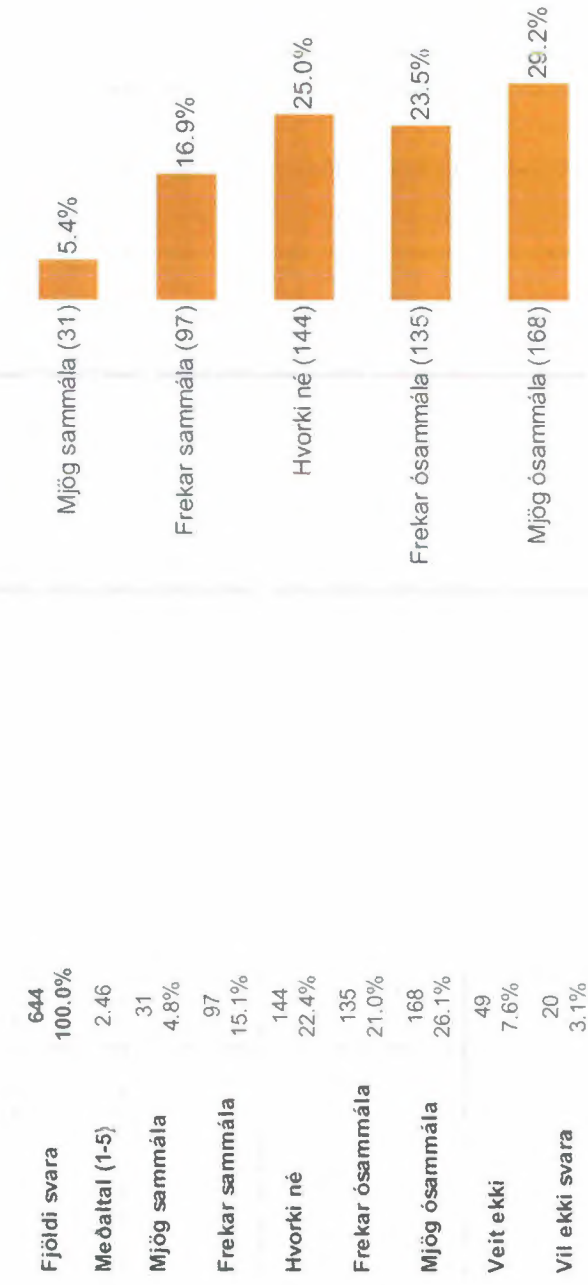 Fjöldi svara 644
100.0%
Meðaltal (1-5) 2.46
Mjög sammála 31
4.8%
Frekar sammála 97
15.1%
Hvorki né 144
22.4%
Frekar ósammála 135
21.0%
Mjög ósammála 168
26.1%
Veit ekki 49
7.6%
Vil ekki svara 20
3.1%
Mjög sammála (31) 5.4%
Frekar sammála (97) 16.9%
Hvorki né (144) 25.0%
Frekar ósammála (135) 23.5%
Mjög ósammála (168) 29.2%